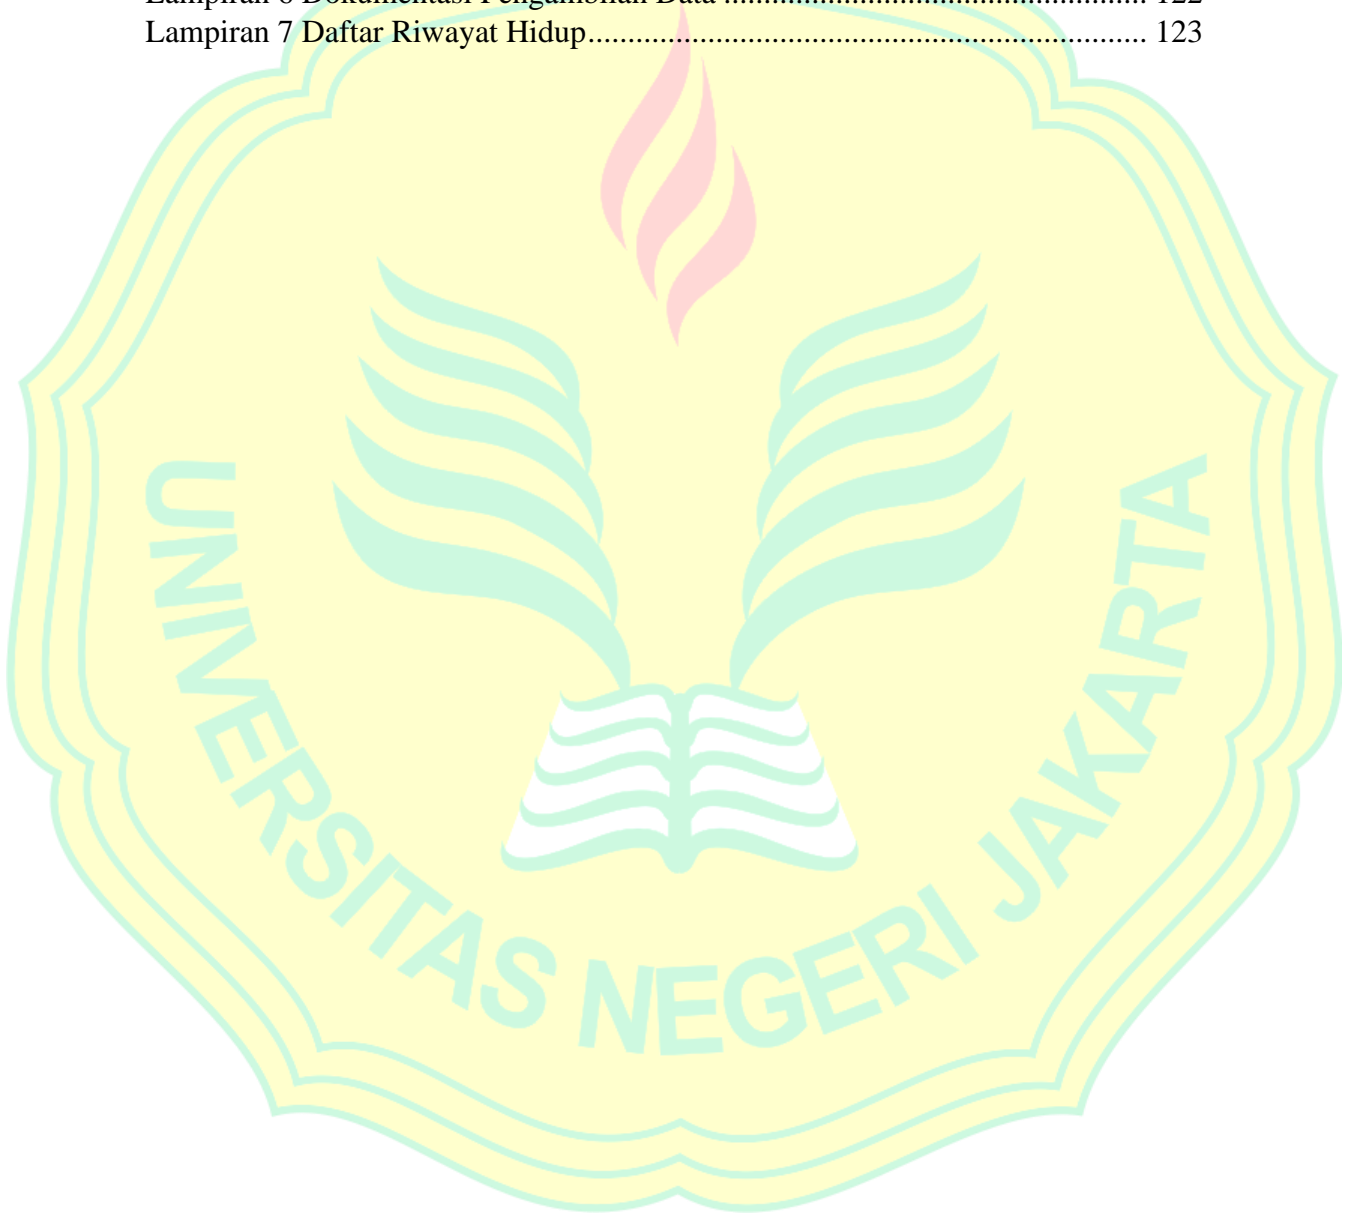 Lampiran 6 Dokumentasi Pengambilan Data ................................................... 122
Lampiran 7 Daftar Riwayat Hidup.................................................................... 123
UNIVERSITAS NEGERI JAKARTA